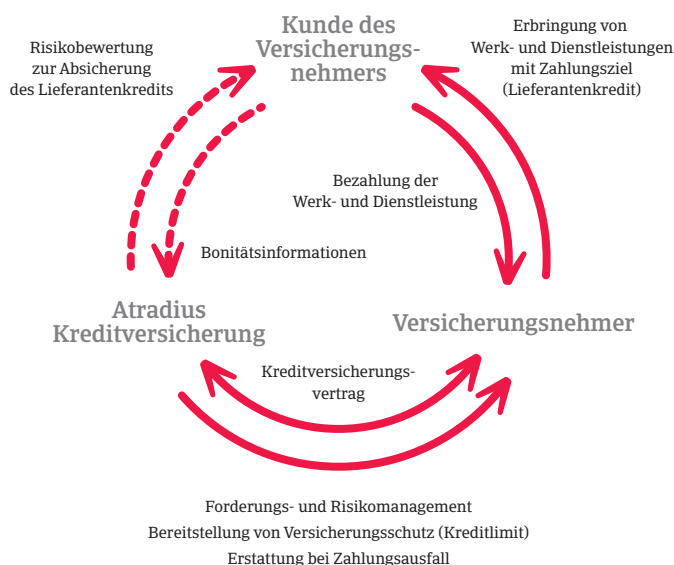 Kunde des
Versicherungs-
nehmers
Risikobewertung
zur Absicherung
des Lieferantenkredits
Erbringung von
Werk- und Dienstleistungen
mit Zahlungsziel
(Lieferantenkredit)
Bezahlung der
Werk- und Dienstleistung
Bonitätsinformationen
Atradius
Kreditversicherung
Versicherungsnehmer
Kreditversicherungs-
vertrag
Forderungs- und Risikomanagement
Bereitstellung von Versicherungsschutz (Kreditlimit)
Erstattung bei Zahlungsausfall